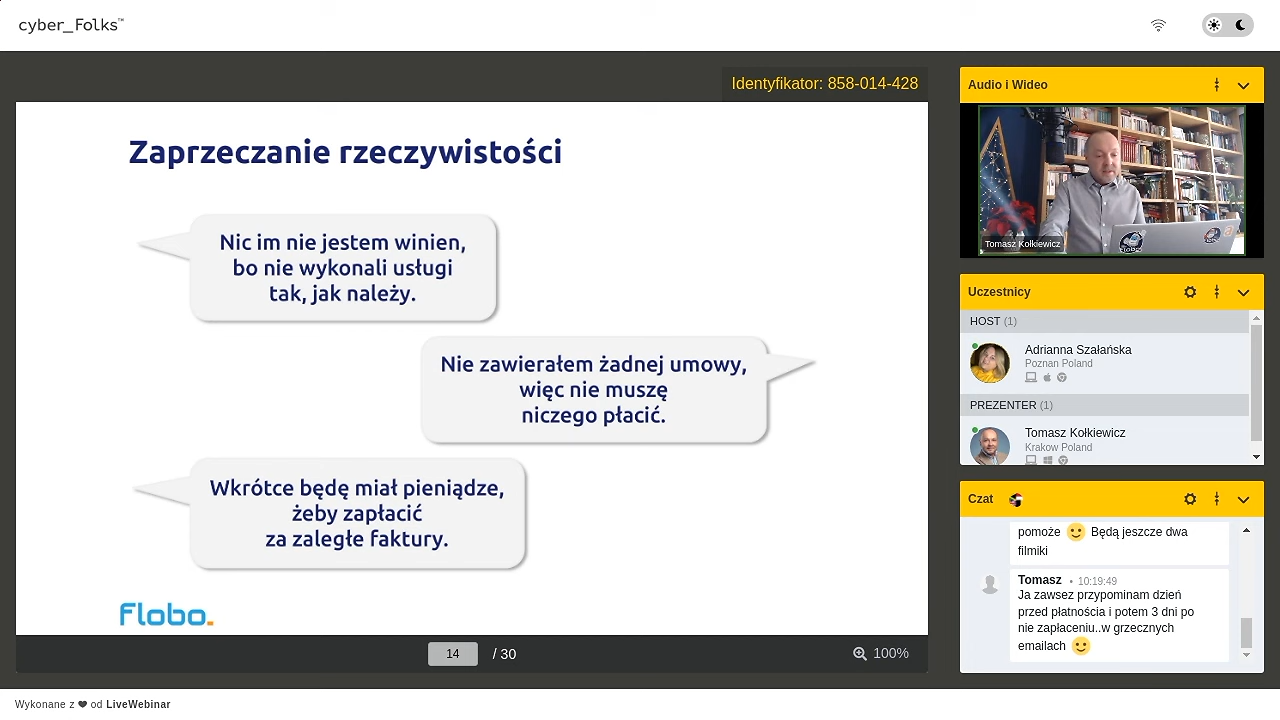 cyber_Folks™
Identyfikator: 858-014-428
Zaprzeczanie rzeczywistości
Nic im nie jestem winien,
bo nie wykonali usługi
tak, jak należy.
Nie zawierałem żadnej umowy,
więc nie muszę
niczego płacić.
Wkrótce będę miał pieniądze,
żeby zapłacić
za zaległe faktury.
Flobo.
14 / 30
100%
Audio i Wideo
Tomasz Kołkiewicz
Flobo
Uczestnicy
HOST (1)
Adrianna Szałańska
Poznan Poland
PREZENTER (1)
Tomasz Kołkiewicz
Krakow Poland
Czat
pomoże 🙂 Będą jeszcze dwa
filmiki
Tomasz • 10:19:49
Ja zawsez przypominam dzień
przed płatnościa i potem 3 dni po
nie zapłaceniu..w grzecznych
emailach 🙂
Wykonane z ❤ od LiveWebinar